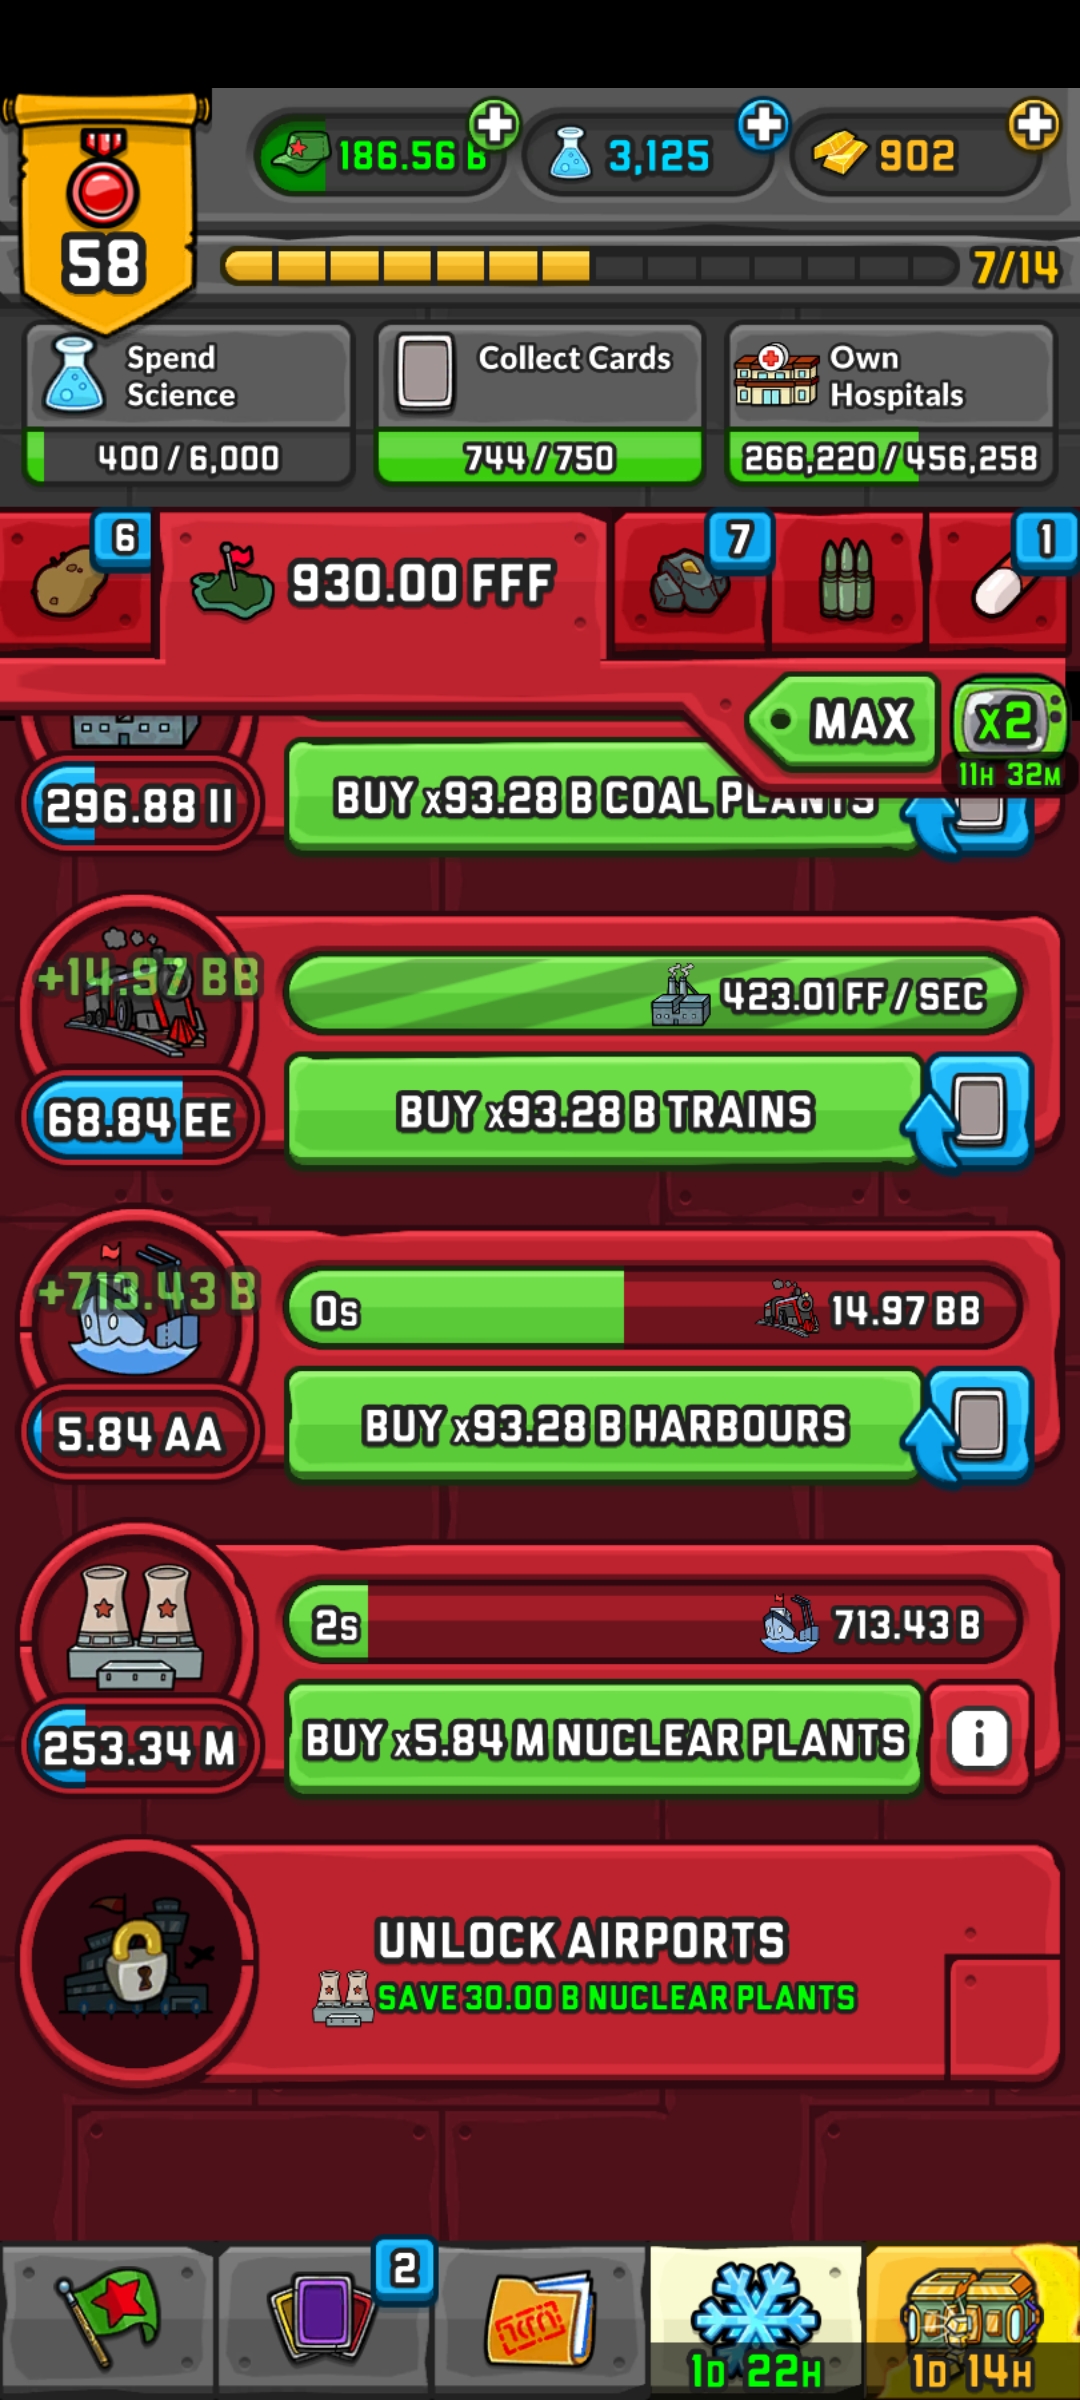 58
186.56 B
3,125
902
7/14
Spend
Science
400 / 6,000
Collect Cards
744 / 750
Own
Hospitals
266,220 / 456,258
6
930.00 FFF
7
1
MAX
x2
11H 32M
296.88 II
BUY x93.28 B COAL PLANTS
+14.97 BB
423.01 FF / SEC
68.84 EE
BUY x93.28 B TRAINS
+713.43 B
0s
14.97 BB
5.84 AA
BUY x93.28 B HARBOURS
2s
713.43 B
253.34 M
BUY x5.84 M NUCLEAR PLANTS
i
UNLOCK AIRPORTS
SAVE 30.00 B NUCLEAR PLANTS
2
1D 22H
1D 14H